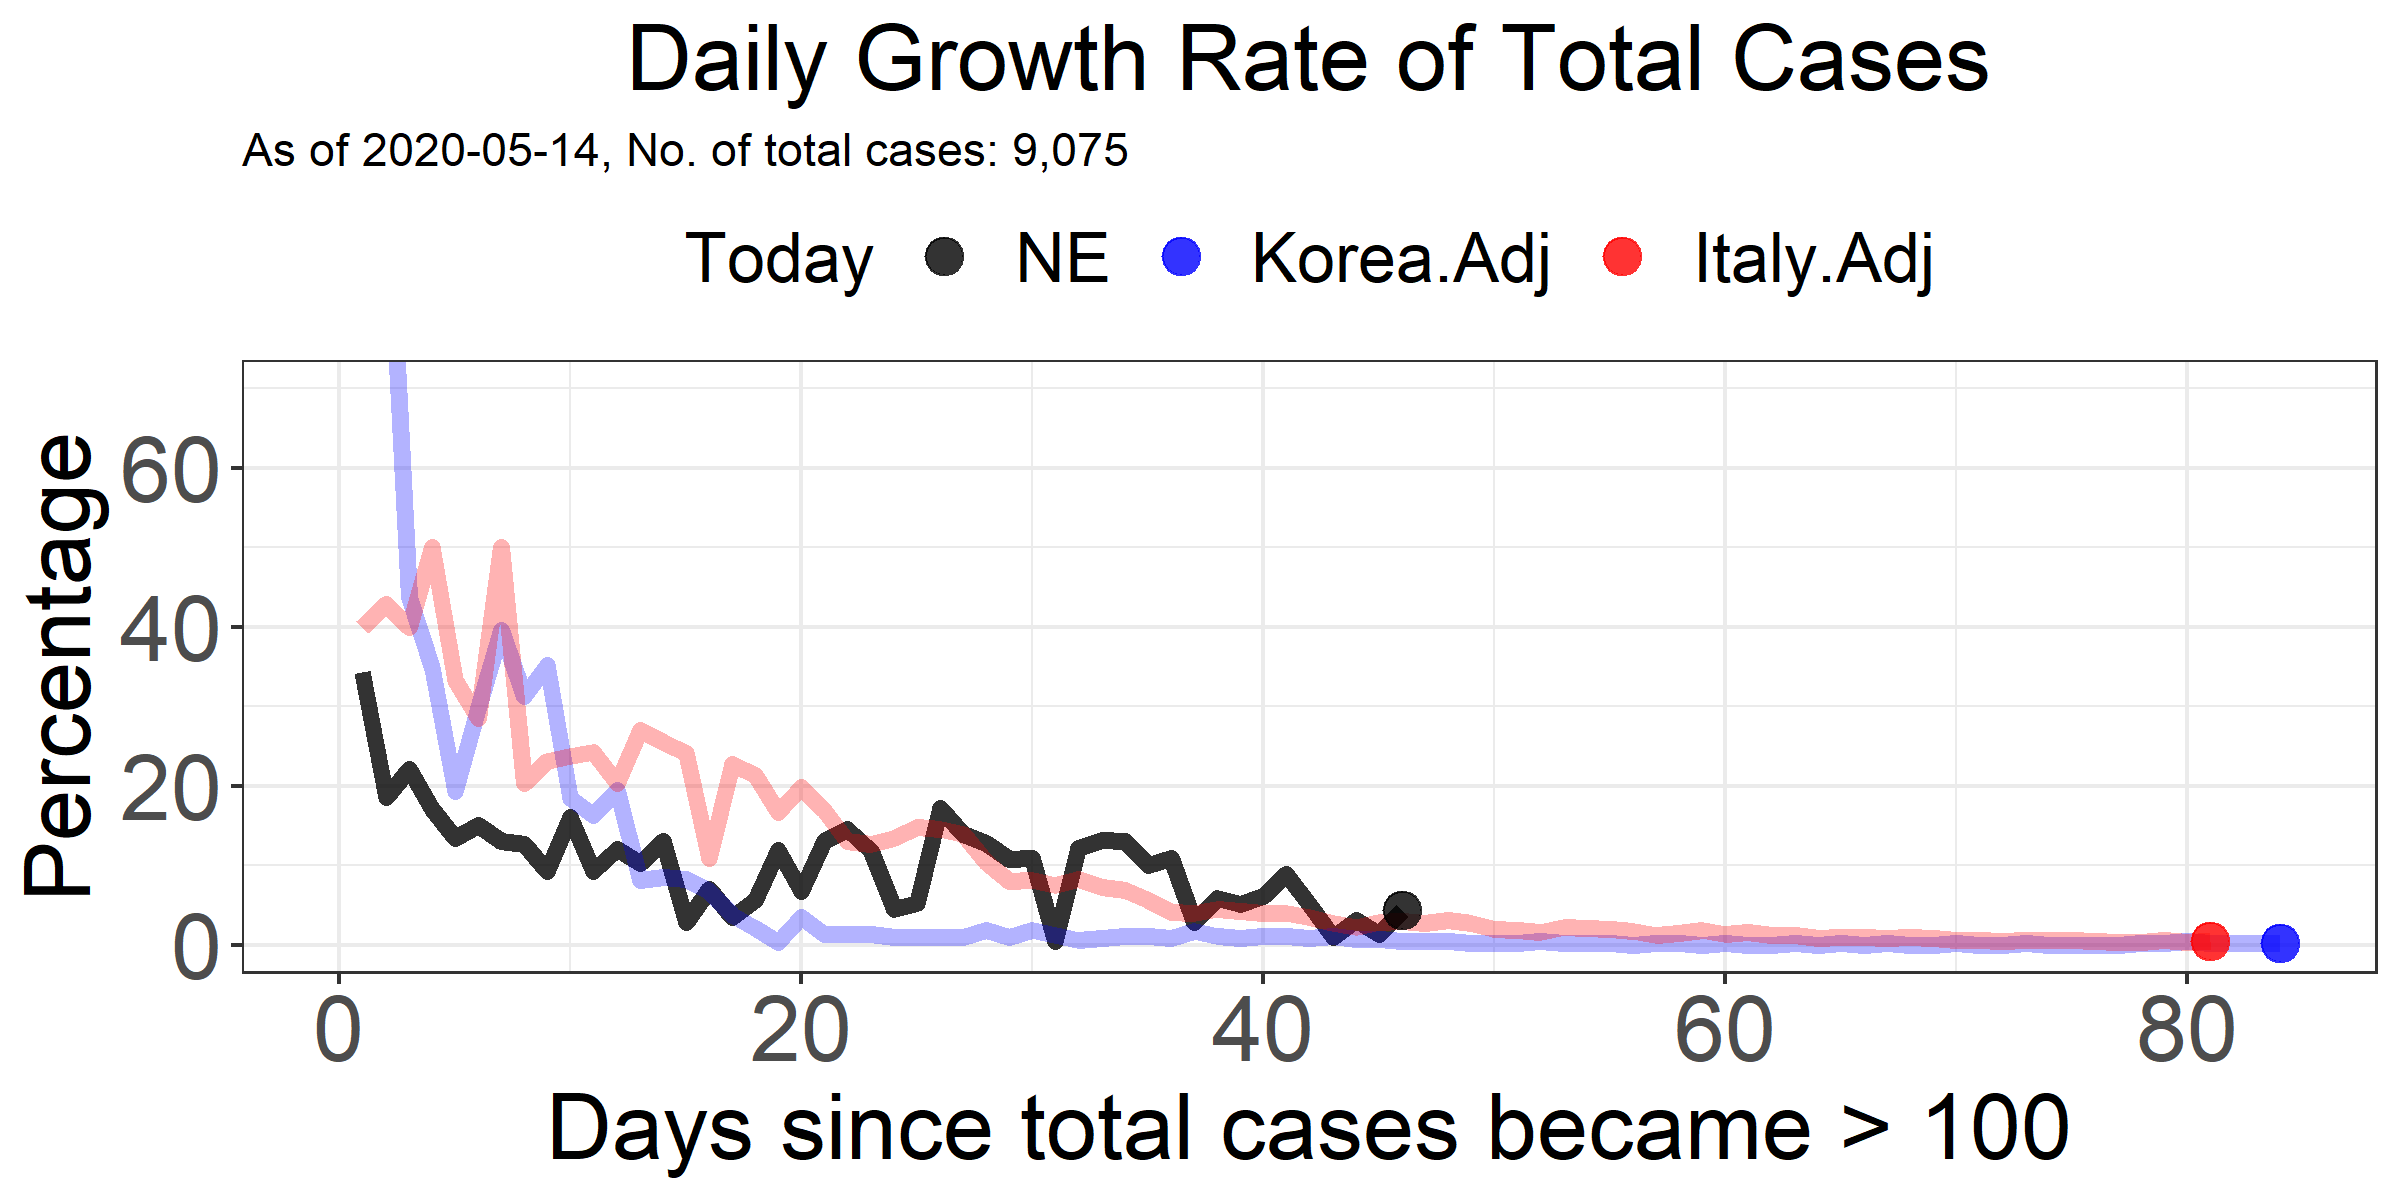 Daily Growth Rate of Total Cases
As of 2020-05-14, No. of total cases: 9,075
Today NE Korea.Adj Italy.Adj
Percentage
60
40
20
0
0 20 40 60 80
Days since total cases became > 100